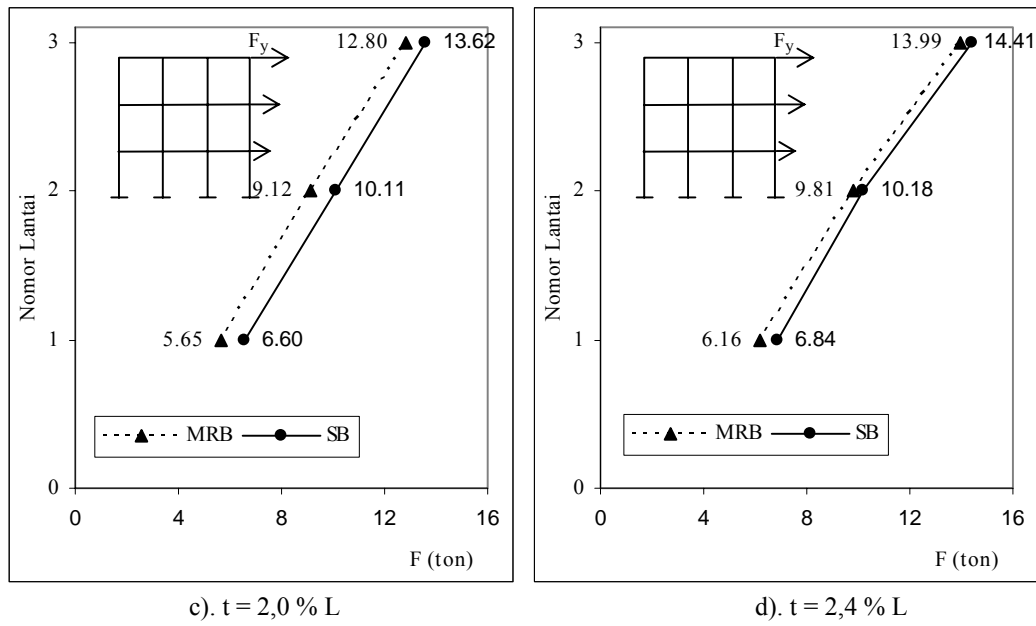 3
F_y
12.80
13.62
2
9.12
10.11
Nomor Lantai
1
5.65
6.60
MRB
SB
0
0
4
8
12
16
F (ton)
c). t = 2,0 % L
3
F_y
13.99
14.41
2
9.81
10.18
Nomor Lantai
1
6.16
6.84
MRB
SB
0
0
4
8
12
16
F (ton)
d). t = 2,4 % L